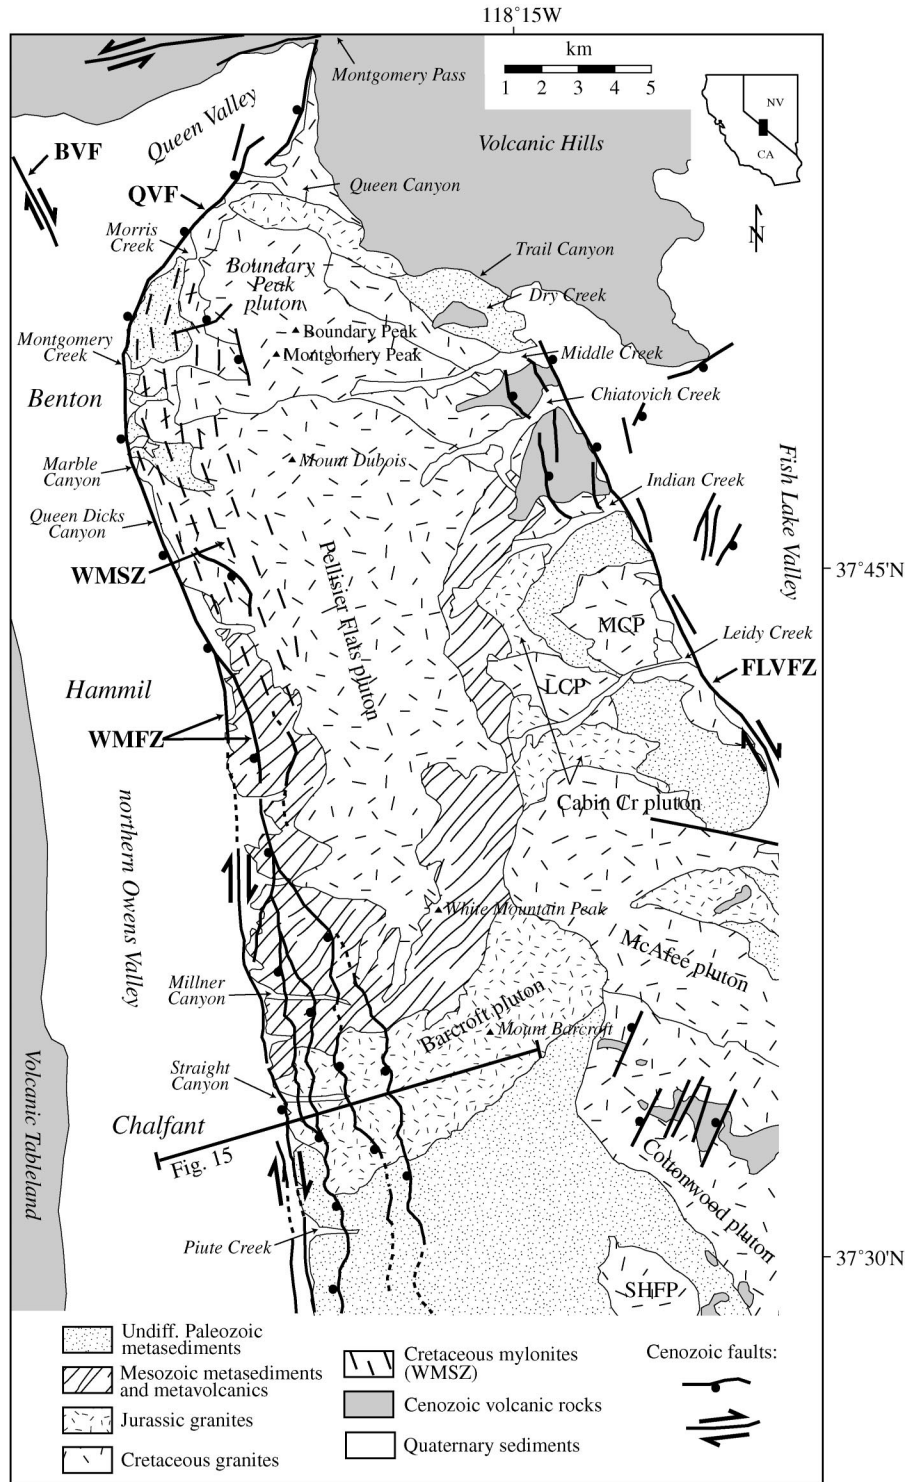 118°15'W
km
1 2 3 4 5
Montgomery Pass
NV
CA
N
Queen Valley
Volcanic Hills
BVF
QVF
Queen Canyon
Morris
Creek
Trail Canyon
Boundary
Peak
pluton
Dry Creek
Boundary Peak
Montgomery Peak
Montgomery
Creek
Middle Creek
Chiatovich Creek
Benton
Marble
Canyon
Mount Dubois
Indian Creek
Fish Lake Valley
Queen Dicks
Canyon
WMSZ
37°45'N
Pellisier Flats pluton
MCP
Leidy Creek
FLVFZ
LCP
Hammil
WMFZ
Cabin Cr pluton
northern Owens Valley
White Mountain Peak
McAfee pluton
Millner
Canyon
Barcroft pluton
Mount Barcroft
Straight
Canyon
Volcanic Tableland
Chalfant
Fig. 15
Cottonwood pluton
Piute Creek
37°30'N
SHFP
Undiff. Paleozoic
metasediments
Mesozoic metasediments
and metavolcanics
Jurassic granites
Cretaceous granites
Cretaceous mylonites
(WMSZ)
Cenozoic volcanic rocks
Quaternary sediments
Cenozoic faults: